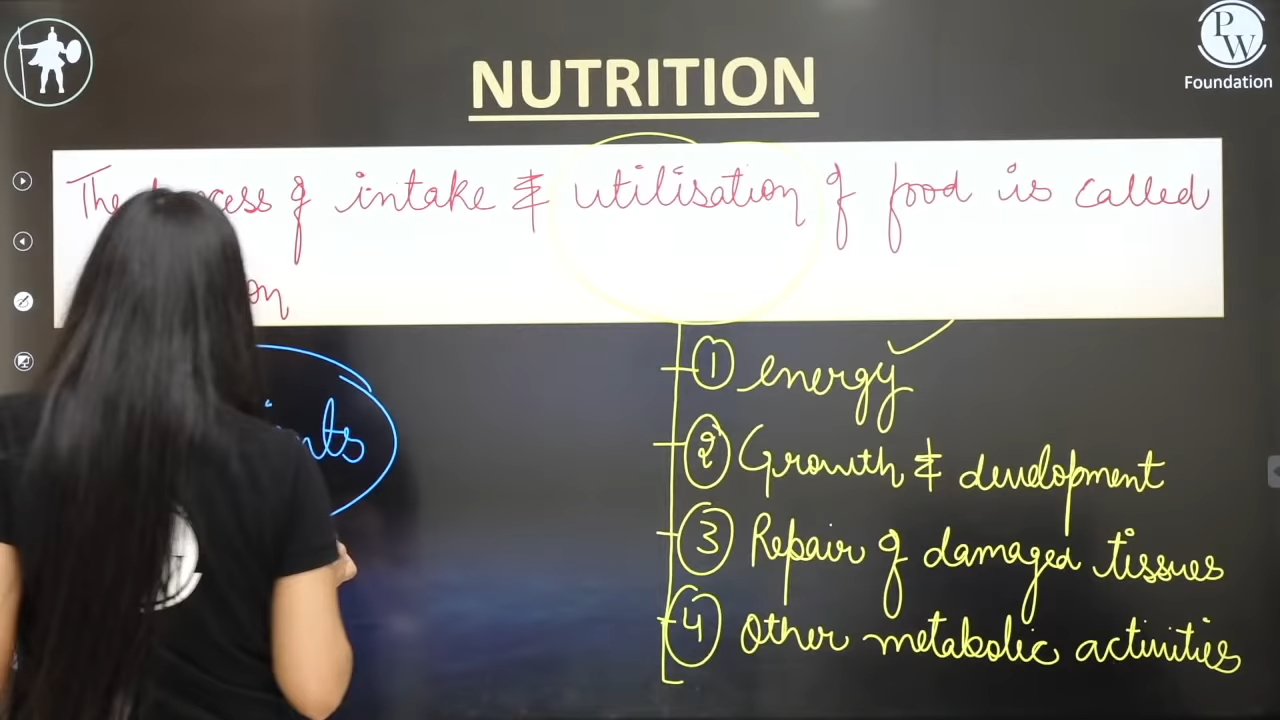 PW
Foundation
NUTRITION
The process of intake & utilisation of food is called
on
nts
① energy
② Growth & development
③ Repair of damaged tissues
④ Other metabolic activities